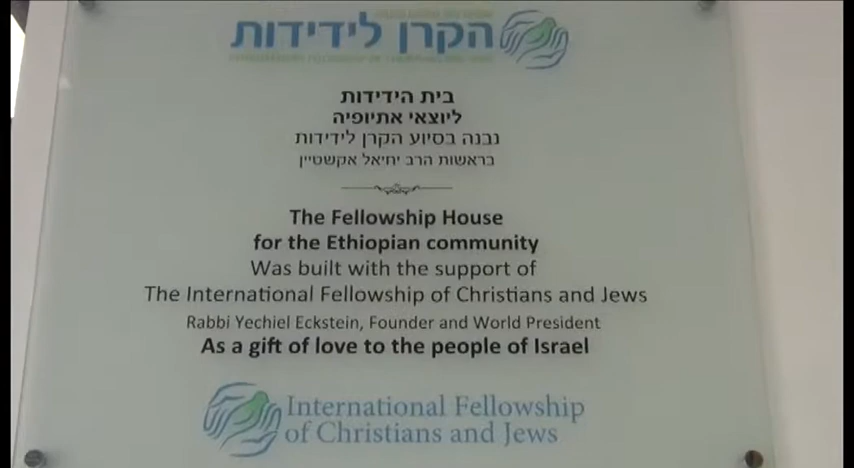 הקרן לידידות
בית הידידות
ליוצאי אתיופיה
נבנה בסיוע הקרן לידידות
בראשות הרב יחיאל אקשטיין
The Fellowship House
for the Ethiopian community
Was built with the support of
The International Fellowship of Christians and Jews
Rabbi Yechiel Eckstein, Founder and World President
As a gift of love to the people of Israel
International Fellowship
of Christians and Jews